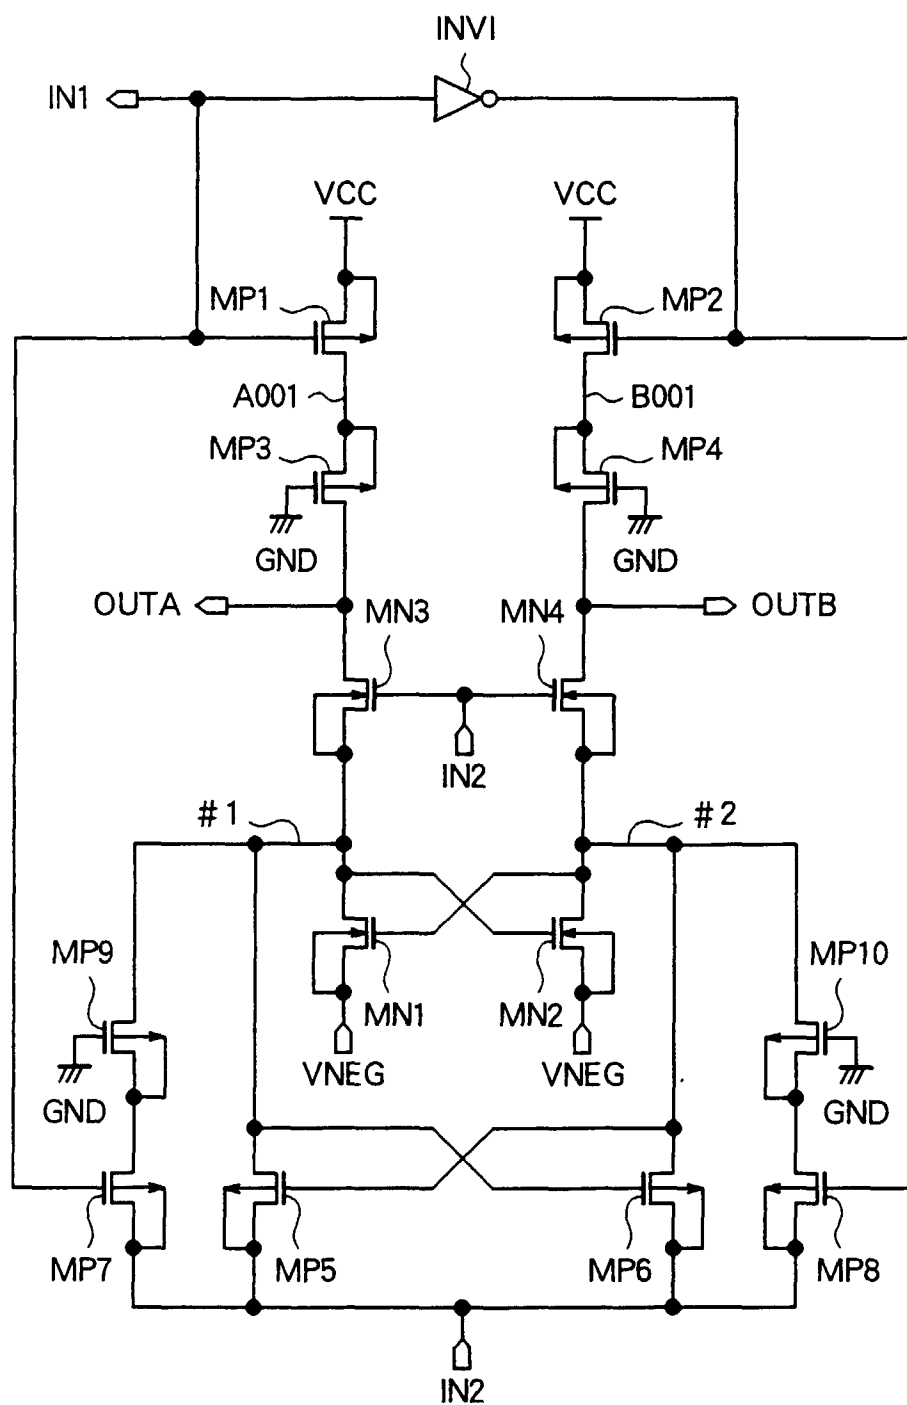 INV1
IN1
VCC
VCC
MP1
MP2
A001
B001
MP3
MP4
GND
GND
OUTA
MN3
MN4
OUTB
IN2
#1
#2
MP9
MP10
MN1
MN2
VNEG
VNEG
GND
GND
MP7
MP5
MP6
MP8
IN2